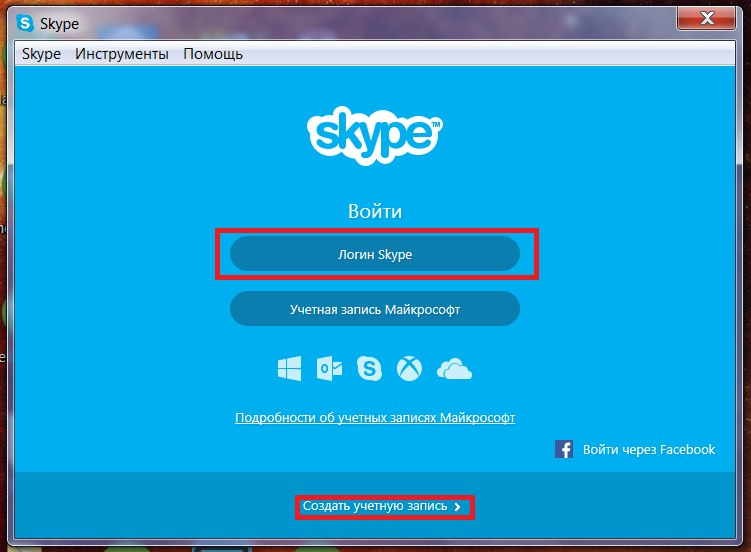 Skype
Skype Инструменты Помощь
skype™
Войти
Логин Skype
Учетная запись Майкрософт
Подробности об учетных записях Майкрософт
Войти через Facebook
Создать учетную запись